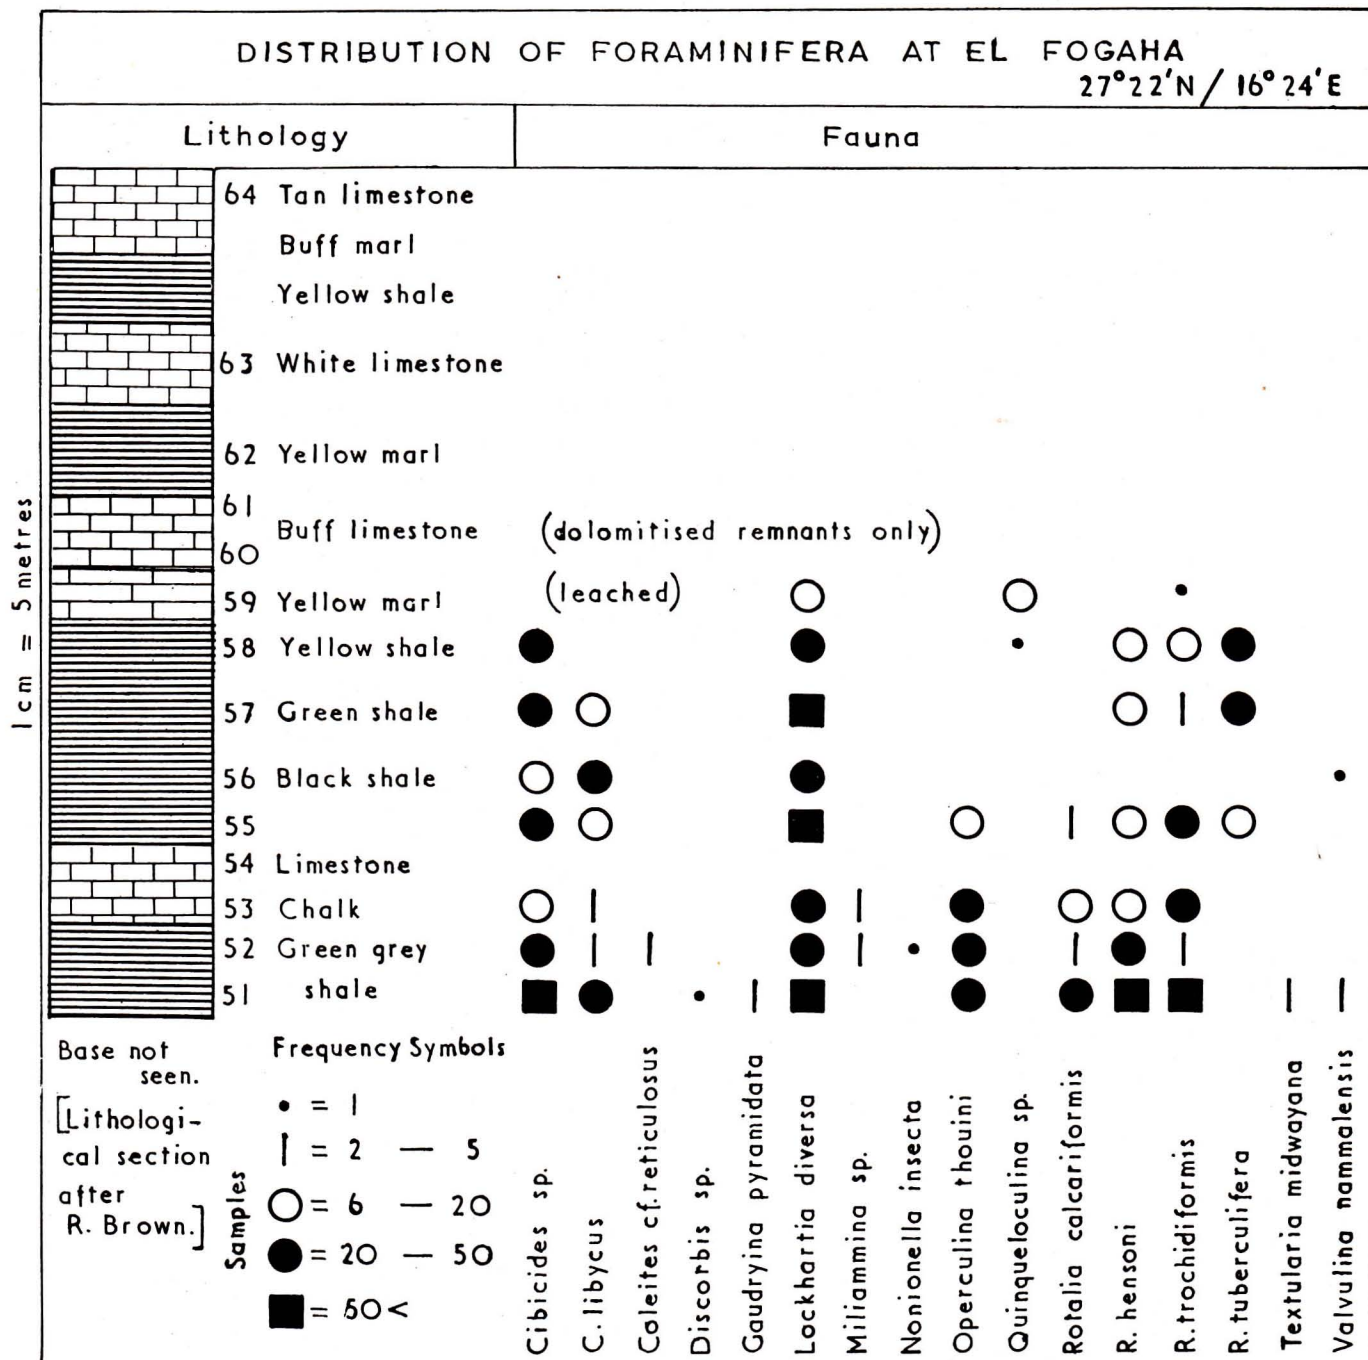 DISTRIBUTION OF FORAMINIFERA AT EL FOGAHA
27°22'N / 16°24'E
Lithology
Fauna
64 Tan limestone
Buff marl
Yellow shale
63 White limestone
62 Yellow marl
61
Buff limestone (dolomitised remnants only)
60
59 Yellow marl (leached)
58 Yellow shale
57 Green shale
56 Black shale
55
54 Limestone
53 Chalk
52 Green grey
51 shale
1cm = 5 metres
Base not
seen.
[Lithologi-
cal section
after
R. Brown.]
Samples
Frequency Symbols
• = 1
| = 2 — 5
○ = 6 — 20
● = 20 — 50
■ = 50 <
Cibicides sp.
C. libycus
Coleites cf. reticulosus
Discorbis sp.
Gaudryina pyramidata
Lockhartia diversa
Miliammina sp.
Nonionella insecta
Operculina thouini
Quinqueloculina sp.
Rotalia calcariformis
R. hensoni
R. trochidiformis
R. tuberculifera
Textularia midwayana
Valvulina nammalensis